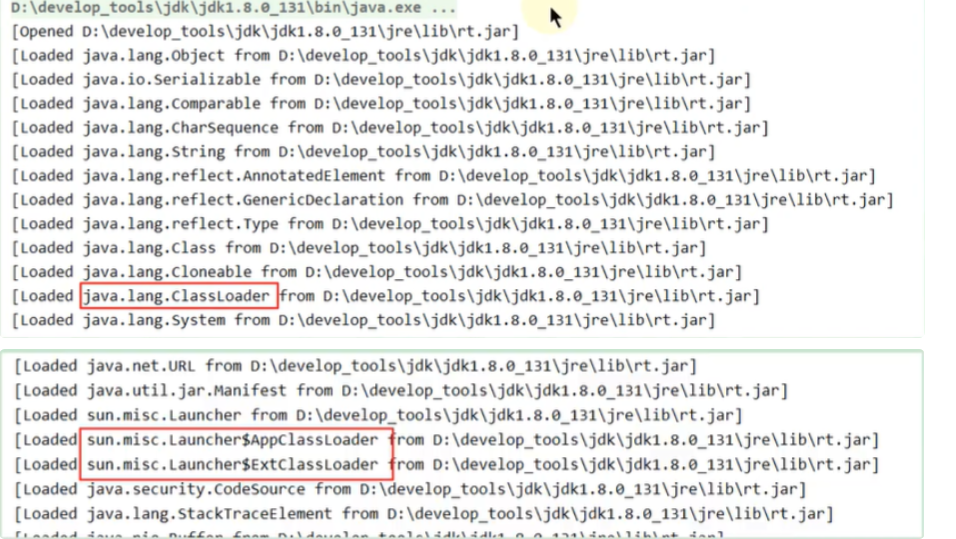 D:\develop_tools\jdk\jdk1.8.0_131\bin\java.exe ...
[Opened D:\develop_tools\jdk\jdk1.8.0_131\jre\lib\rt.jar]
[Loaded java.lang.Object from D:\develop_tools\jdk\jdk1.8.0_131\jre\lib\rt.jar]
[Loaded java.io.Serializable from D:\develop_tools\jdk\jdk1.8.0_131\jre\lib\rt.jar]
[Loaded java.lang.Comparable from D:\develop_tools\jdk\jdk1.8.0_131\jre\lib\rt.jar]
[Loaded java.lang.CharSequence from D:\develop_tools\jdk\jdk1.8.0_131\jre\lib\rt.jar]
[Loaded java.lang.String from D:\develop_tools\jdk\jdk1.8.0_131\jre\lib\rt.jar]
[Loaded java.lang.reflect.AnnotatedElement from D:\develop_tools\jdk\jdk1.8.0_131\jre\lib\rt.jar]
[Loaded java.lang.reflect.GenericDeclaration from D:\develop_tools\jdk\jdk1.8.0_131\jre\lib\rt.jar]
[Loaded java.lang.reflect.Type from D:\develop_tools\jdk\jdk1.8.0_131\jre\lib\rt.jar]
[Loaded java.lang.Class from D:\develop_tools\jdk\jdk1.8.0_131\jre\lib\rt.jar]
[Loaded java.lang.Cloneable from D:\develop_tools\jdk\jdk1.8.0_131\jre\lib\rt.jar]
[Loaded java.lang.ClassLoader from D:\develop_tools\jdk\jdk1.8.0_131\jre\lib\rt.jar]
[Loaded java.lang.System from D:\develop_tools\jdk\jdk1.8.0_131\jre\lib\rt.jar]
[Loaded java.net.URL from D:\develop_tools\jdk\jdk1.8.0_131\jre\lib\rt.jar]
[Loaded java.util.jar.Manifest from D:\develop_tools\jdk\jdk1.8.0_131\jre\lib\rt.jar]
[Loaded sun.misc.Launcher from D:\develop_tools\jdk\jdk1.8.0_131\jre\lib\rt.jar]
[Loaded sun.misc.Launcher$AppClassLoader from D:\develop_tools\jdk\jdk1.8.0_131\jre\lib\rt.jar]
[Loaded sun.misc.Launcher$ExtClassLoader from D:\develop_tools\jdk\jdk1.8.0_131\jre\lib\rt.jar]
[Loaded java.security.CodeSource from D:\develop_tools\jdk\jdk1.8.0_131\jre\lib\rt.jar]
[Loaded java.lang.StackTraceElement from D:\develop_tools\jdk\jdk1.8.0_131\jre\lib\rt.jar]